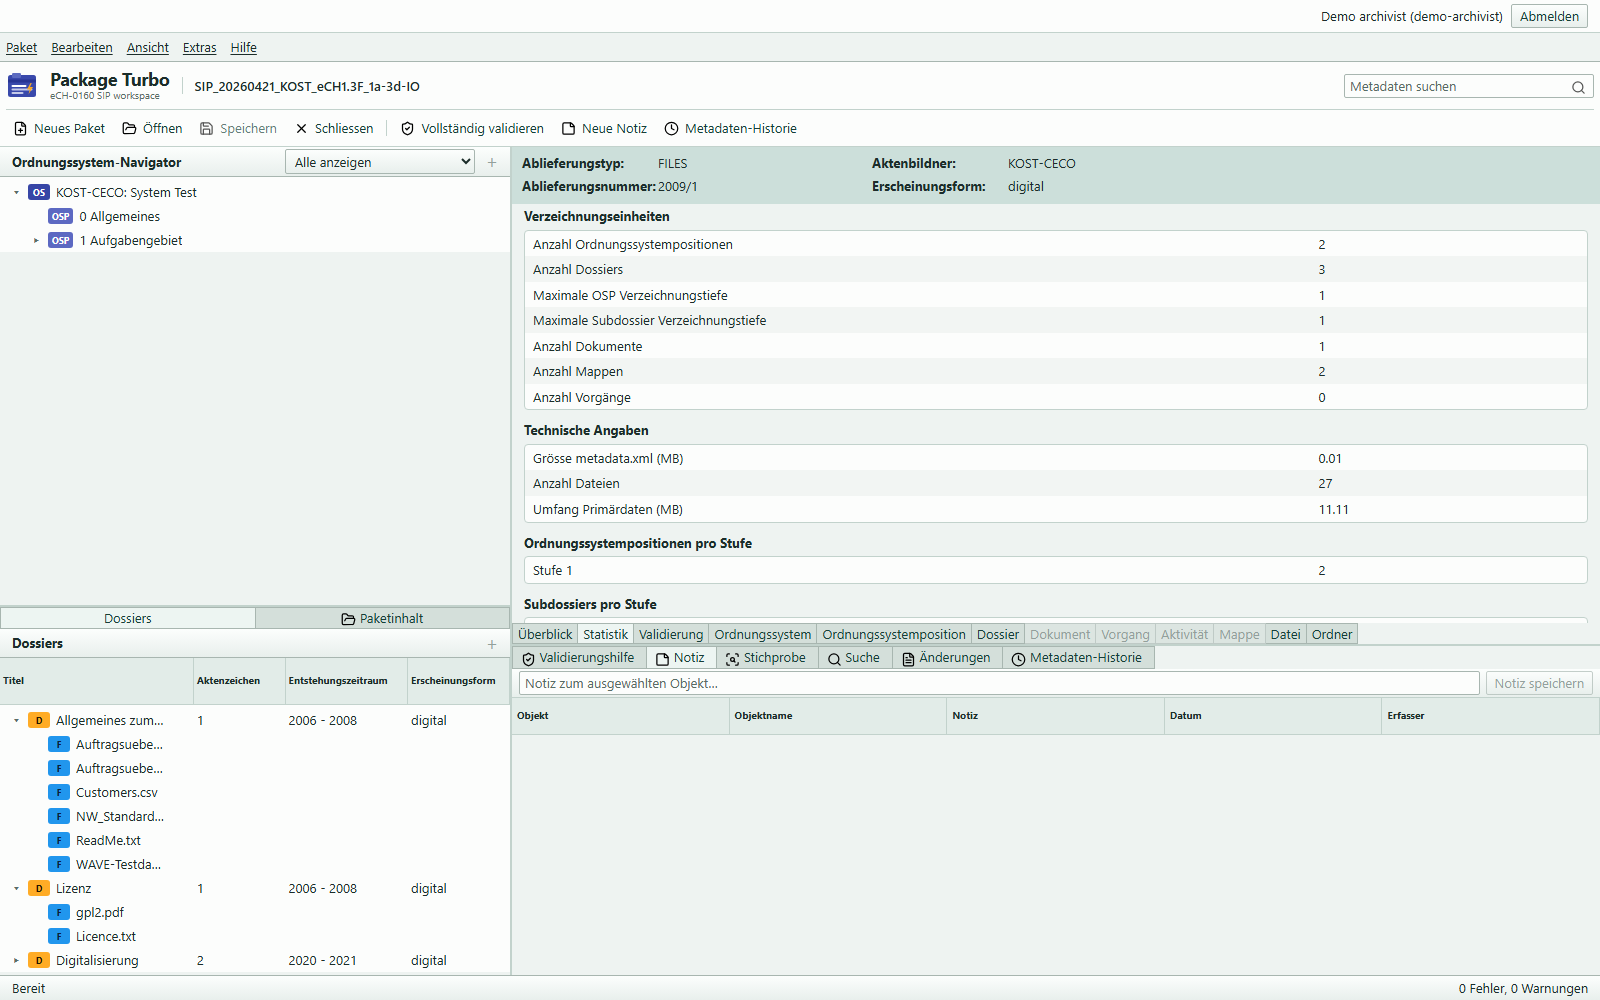 Demo archivist (demo-archivist) Abmelden
Paket Bearbeiten Ansicht Extras Hilfe
Package Turbo
eCH-0160 SIP workspace
SIP_20260421_KOST_eCH1.3F_1a-3d-IO
Metadaten suchen
Neues Paket Öffnen Speichern Schliessen Vollständig validieren Neue Notiz Metadaten-Historie
Ordnungssystem-Navigator Alle anzeigen +
OS KOST-CECO: System Test
OSP 0 Allgemeines
OSP 1 Aufgabengebiet
Dossiers Paketinhalt
Dossiers +
Titel Aktenzeichen Entstehungszeitraum Erscheinungsform
D Allgemeines zum... 1 2006 - 2008 digital
F Auftragsuebe...
F Auftragsuebe...
F Customers.csv
F NW_Standard...
F ReadMe.txt
F WAVE-Testda...
D Lizenz 1 2006 - 2008 digital
F gpl2.pdf
F Licence.txt
D Digitalisierung 2 2020 - 2021 digital
Ablieferungstyp: FILES Aktenbildner: KOST-CECO
Ablieferungsnummer: 2009/1 Erscheinungsform: digital
Verzeichnungseinheiten
Anzahl Ordnungssystempositionen 2
Anzahl Dossiers 3
Maximale OSP Verzeichnungstiefe 1
Maximale Subdossier Verzeichnungstiefe 1
Anzahl Dokumente 1
Anzahl Mappen 2
Anzahl Vorgänge 0
Technische Angaben
Grösse metadata.xml (MB) 0.01
Anzahl Dateien 27
Umfang Primärdaten (MB) 11.11
Ordnungssystempositionen pro Stufe
Stufe 1 2
Subdossiers pro Stufe
Überblick Statistik Validierung Ordnungssystem Ordnungssystemposition Dossier Dokument Vorgang Aktivität Mappe Datei Ordner
Validierungshilfe Notiz Stichprobe Suche Änderungen Metadaten-Historie
Notiz zum ausgewählten Objekt... Notiz speichern
Objekt Objektname Notiz Datum Erfasser
Bereit 0 Fehler, 0 Warnungen